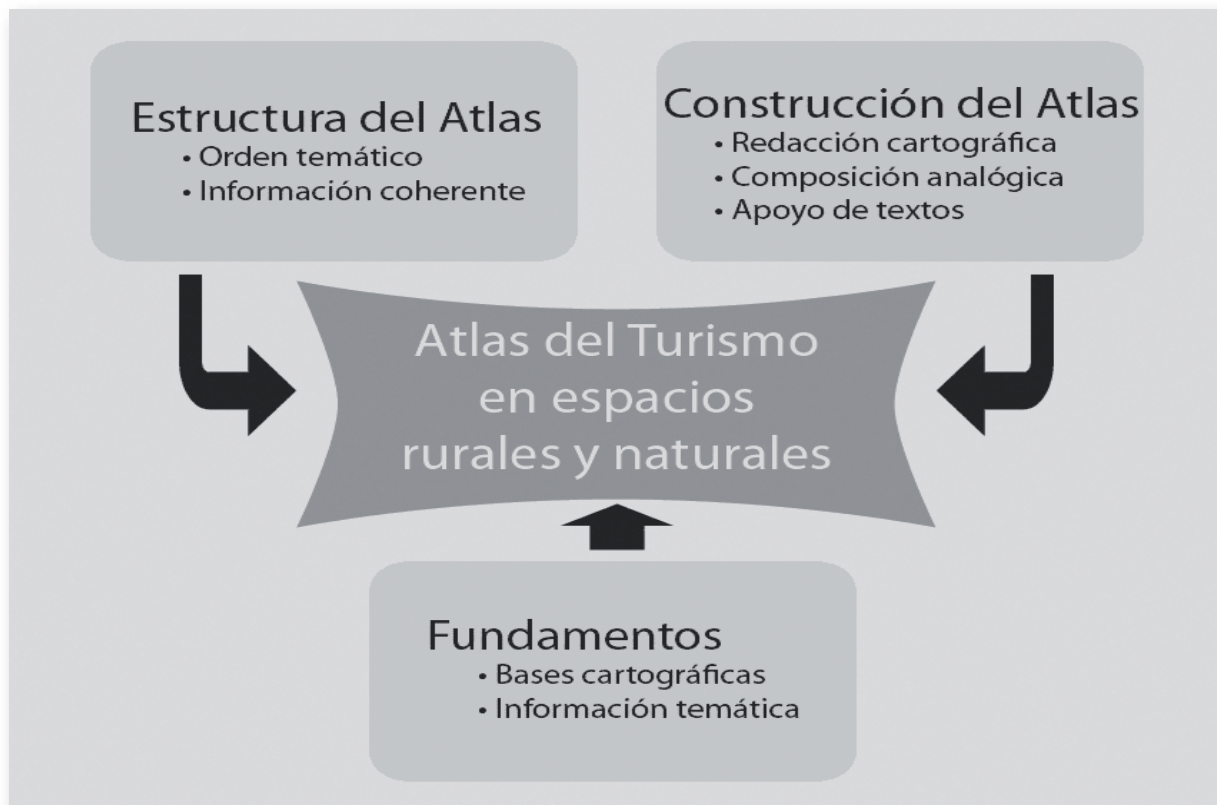 Estructura del Atlas
• Orden temático
• Información coherente
Construcción del Atlas
• Redacción cartográfica
• Composición analógica
• Apoyo de textos
Atlas del Turismo
en espacios
rurales y naturales
Fundamentos
• Bases cartográficas
• Información temática